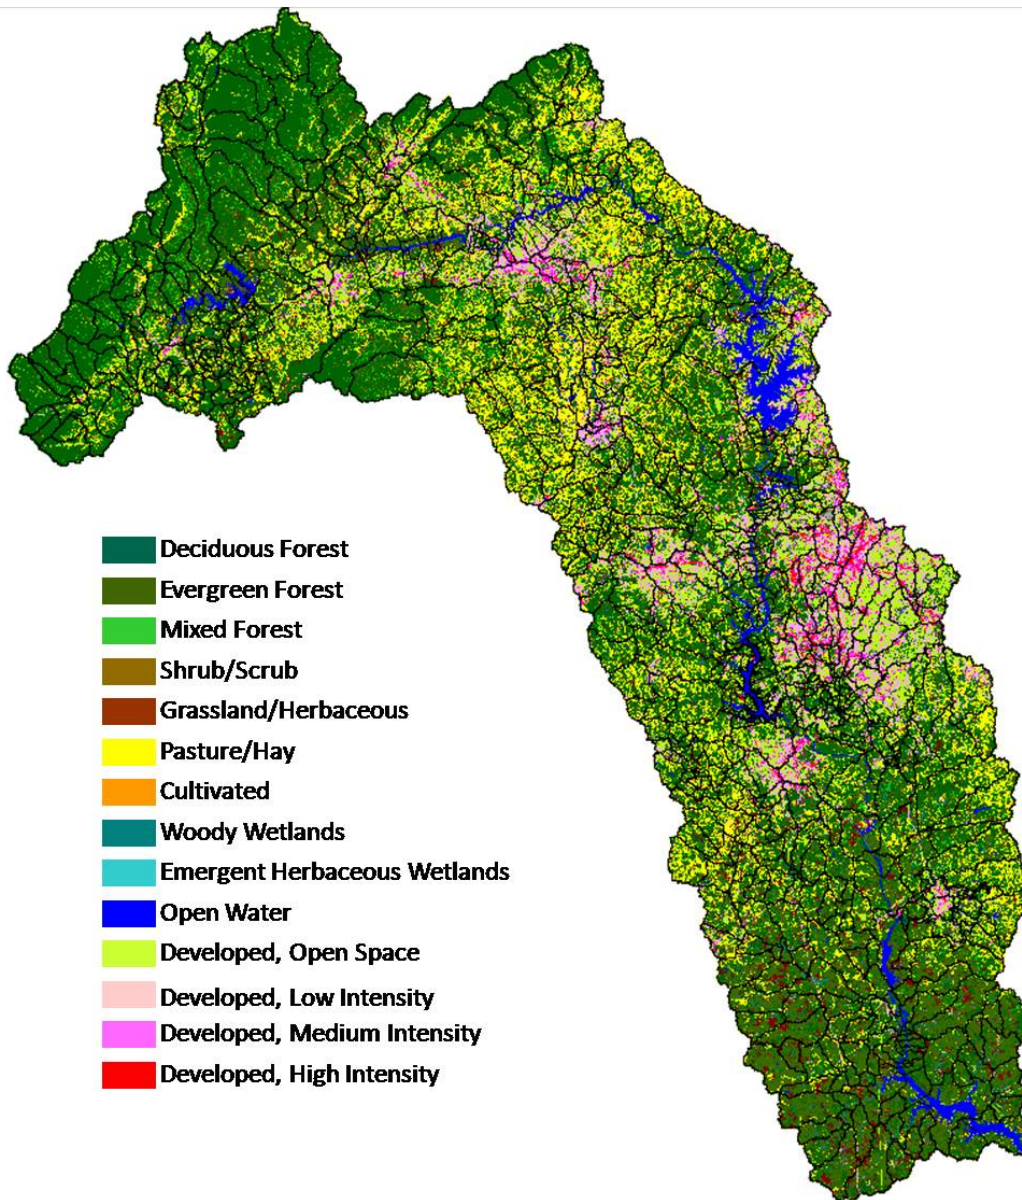 Deciduous Forest
Evergreen Forest
Mixed Forest
Shrub/Scrub
Grassland/Herbaceous
Pasture/Hay
Cultivated
Woody Wetlands
Emergent Herbaceous Wetlands
Open Water
Developed, Open Space
Developed, Low Intensity
Developed, Medium Intensity
Developed, High Intensity